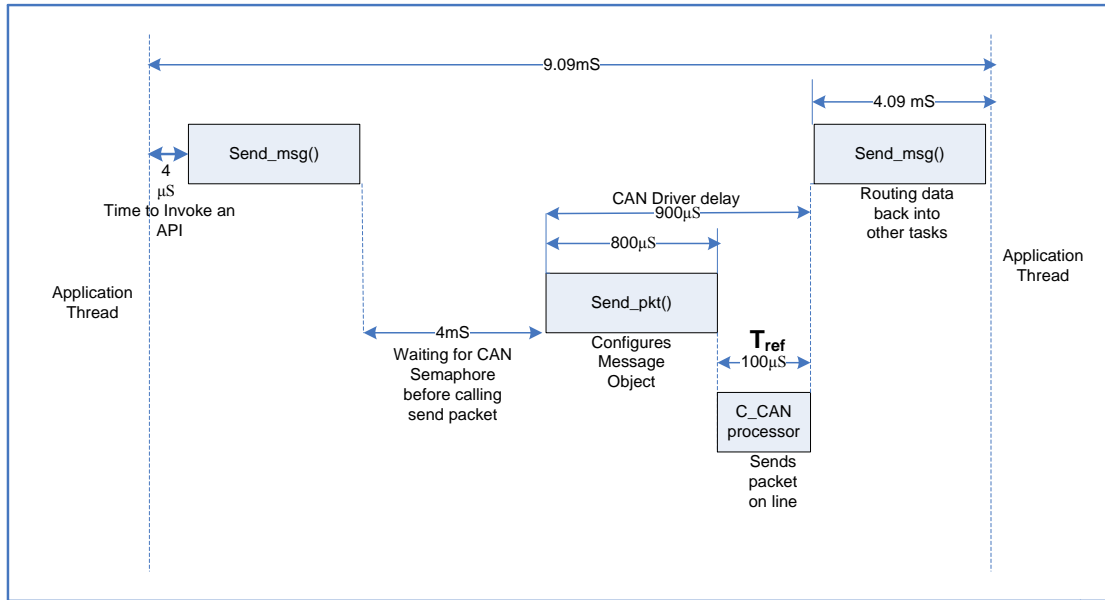 9.09mS
4.09 mS
Send_msg()
Send_msg()
4
μS
Time to Invoke an
API
CAN Driver delay
900μS
Routing data
back into
other tasks
800μS
Application
Thread
Application
Thread
Send_pkt()
4mS
Waiting for CAN
Semaphore
before calling
send packet
Configures
Message
Object
Tref
100μS
C_CAN
processor
Sends
packet
on line